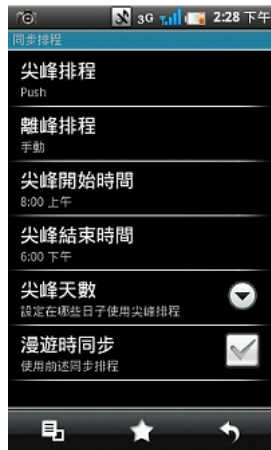 3G 2:28 下午
同步排程
尖峰排程
Push
離峰排程
手動
尖峰開始時間
8:00 上午
尖峰結束時間
6:00 下午
尖峰天數
設定在哪些日子使用尖峰排程
漫遊時同步
使用前述同步排程